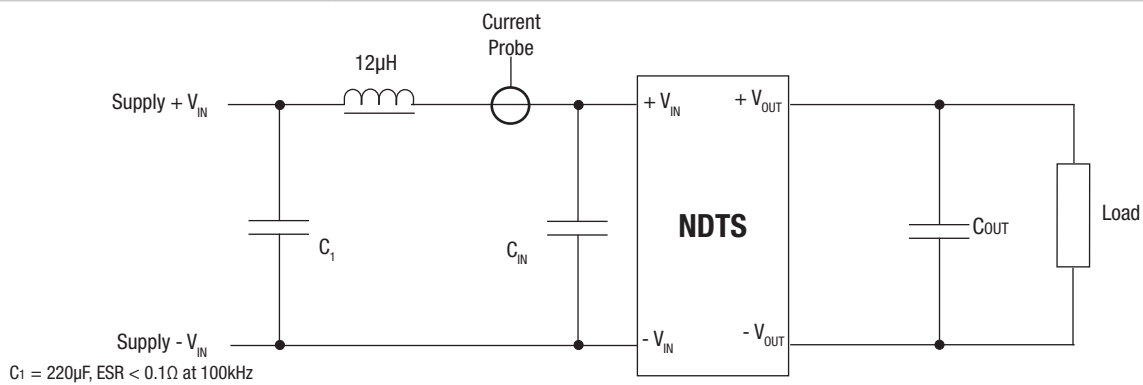 Current
Probe
12µH
Supply + VIN
+ VIN
+ VOUT
C1
CIN
NDTS
COUT
Load
Supply - VIN
- VIN
- VOUT
C1 = 220µF, ESR < 0.1Ω at 100kHz